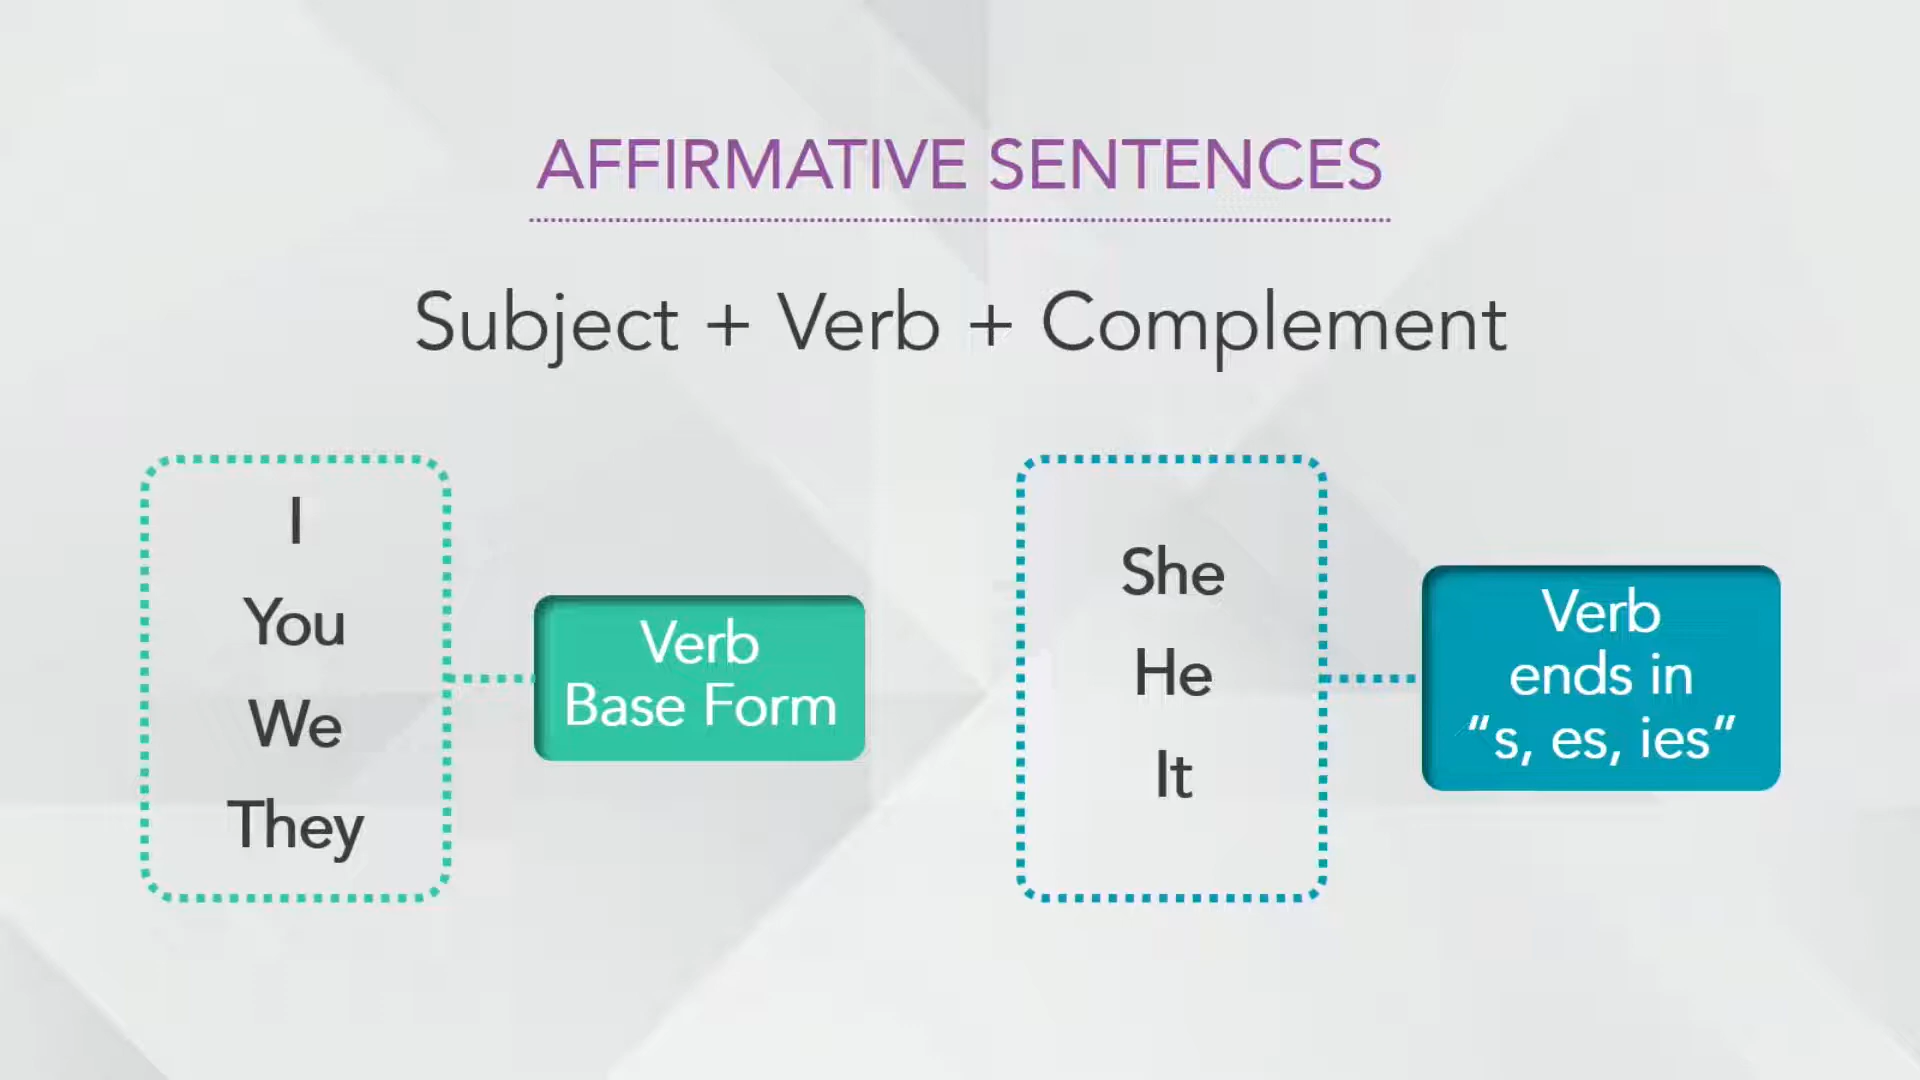 AFFIRMATIVE SENTENCES
Subject + Verb + Complement
I
You
We
They
Verb
Base Form
She
He
It
Verb
ends in
“s, es, ies”